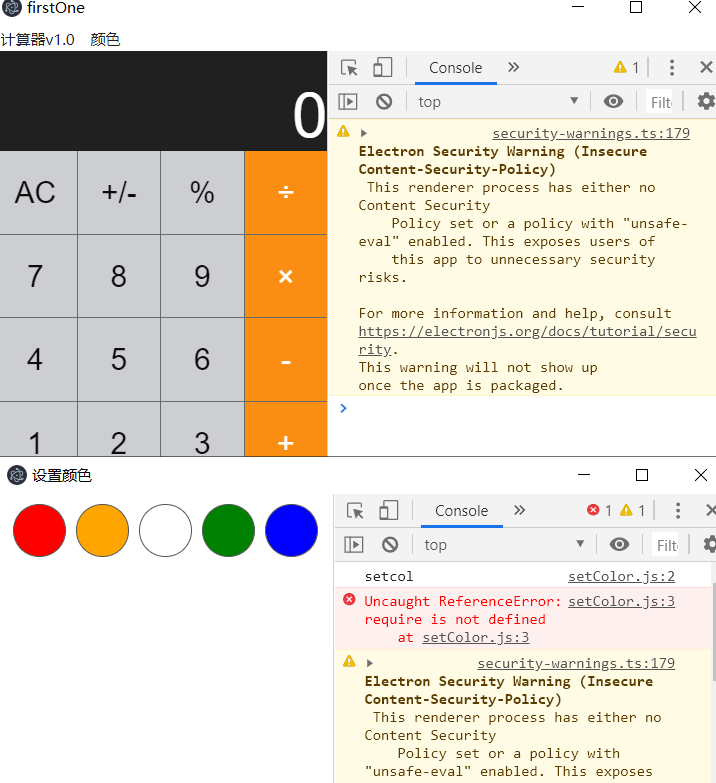 firstOne
计算器v1.0 颜色
Console
1
top
Filt
0
AC +/- % ÷
7 8 9 ×
4 5 6 -
1 2 3 +
security-warnings.ts:179
Electron Security Warning (Insecure
Content-Security-Policy)
This renderer process has either no
Content Security
Policy set or a policy with "unsafe-
eval" enabled. This exposes users of
this app to unnecessary security
risks.
For more information and help, consult
https://electronjs.org/docs/tutorial/secu
rity.
This warning will not show up
once the app is packaged.
设置颜色
Console
1 1
top
Filt
setcol setColor.js:2
Uncaught ReferenceError: setColor.js:3
require is not defined
at setColor.js:3
security-warnings.ts:179
Electron Security Warning (Insecure
Content-Security-Policy)
This renderer process has either no
Content Security
Policy set or a policy with
"unsafe-eval" enabled. This exposes